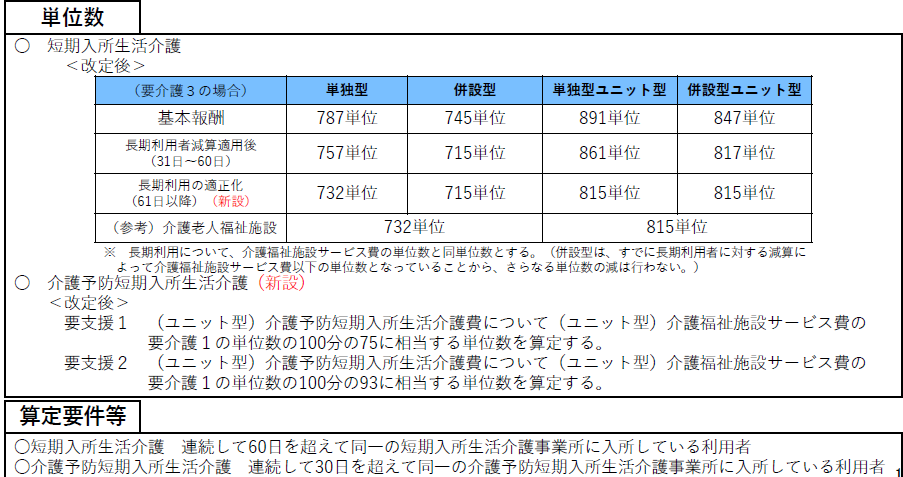 単位数
○ 短期入所生活介護
＜改定後＞
（要介護３の場合） 単独型 併設型 単独型ユニット型 併設型ユニット型
基本報酬 787単位 745単位 891単位 847単位
長期利用者減算適用後
（31日～60日） 757単位 715単位 861単位 817単位
長期利用の適正化
（61日以降）（新設） 732単位 715単位 815単位 815単位
（参考）介護老人福祉施設 732単位 815単位
※ 長期利用について、介護福祉施設サービス費の単位数と同単位数とする。（併設型は、すでに長期利用者に対する減算に
よって介護福祉施設サービス費以下の単位数となっていることから、さらなる単位数の減は行わない。）
○ 介護予防短期入所生活介護（新設）
＜改定後＞
要支援１ （ユニット型）介護予防短期入所生活介護費について（ユニット型）介護福祉施設サービス費の
要介護１の単位数の100分の75に相当する単位数を算定する。
要支援２ （ユニット型）介護予防短期入所生活介護費について（ユニット型）介護福祉施設サービス費の
要介護１の単位数の100分の93に相当する単位数を算定する。
算定要件等
○短期入所生活介護 連続して60日を超えて同一の短期入所生活介護事業所に入所している利用者
○介護予防短期入所生活介護 連続して30日を超えて同一の介護予防短期入所生活介護事業所に入所している利用者